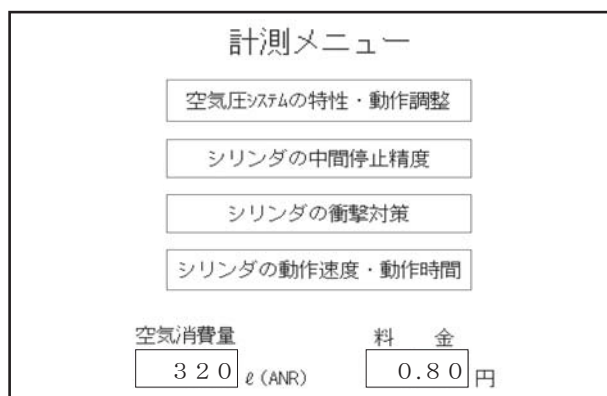 計測メニュー
空気圧ｼｽﾃﾑの特性・動作調整
シリンダの中間停止精度
シリンダの衝撃対策
シリンダの動作速度・動作時間
空気消費量 料 金
３２０ ℓ (ANR) ０.８０ 円